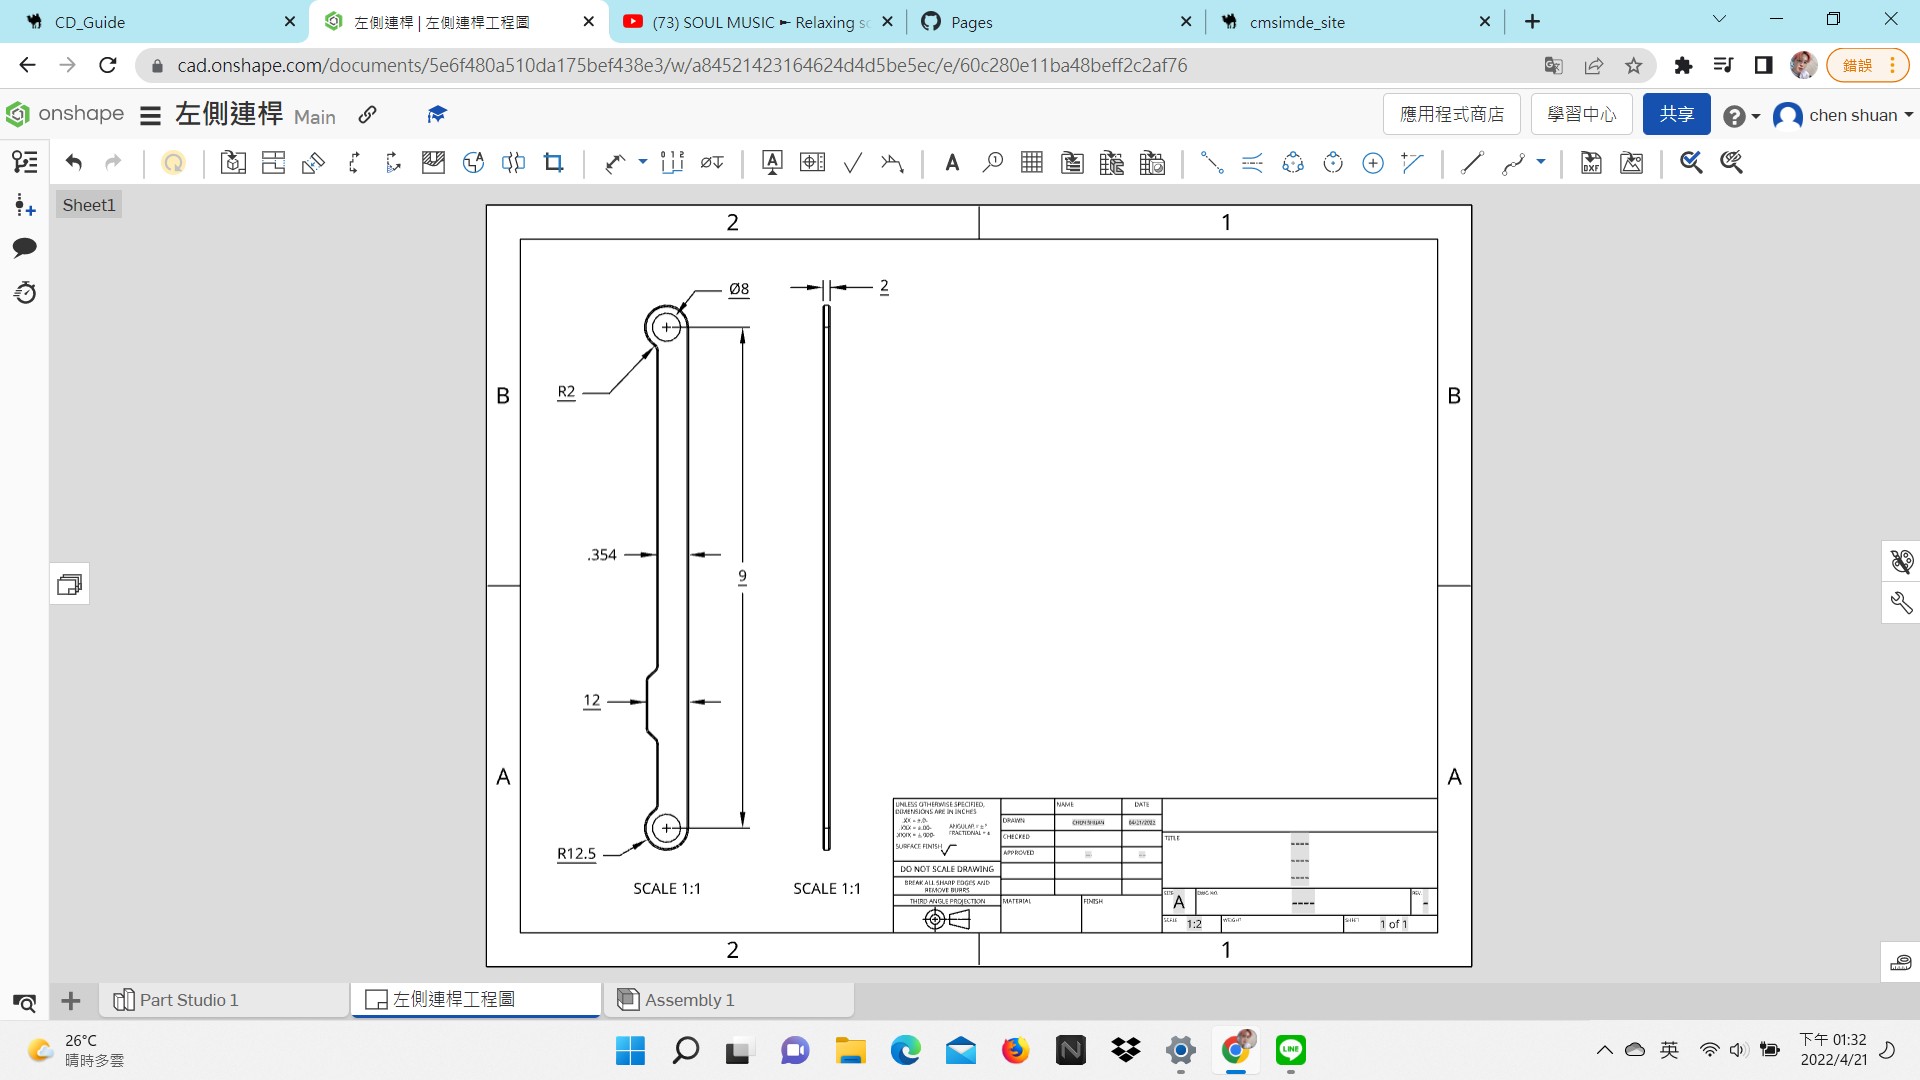 CD_Guide
左側連桿 | 左側連桿工程圖
(73) SOUL MUSIC ► Relaxing so
Pages
cmsimde_site
cad.onshape.com/documents/5e6f480a510da175bef438e3/w/a84521423164624d4d5be5ec/e/60c280e11ba48beff2c2af76
錯誤
onshape
左側連桿 Main
應用程式商店
學習中心
共享
chen shuan
Sheet1
2
1
Ø8
2
R2
B
B
.354
9
12
A
A
R12.5
SCALE 1:1
SCALE 1:1
UNLESS OTHERWISE SPECIFIED,
DIMENSIONS ARE IN INCHES
SURFACE FINISH
DO NOT SCALE DRAWING
BREAK ALL SHARP EDGES AND
REMOVE BURRS
THIRD ANGLE PROJECTION
NAME
DATE
DRAWN
CHEN SHUAN
04/21/2022
CHECKED
APPROVED
MATERIAL
FINISH
TITLE
----
----
----
SIZE
A
DWG NO.
----
REV.
-
SCALE
1:2
WEIGHT
SHEET
1 of 1
2
1
Part Studio 1
左側連桿工程圖
Assembly 1
26°C
晴時多雲
LINE
英
下午 01:32
2022/4/21